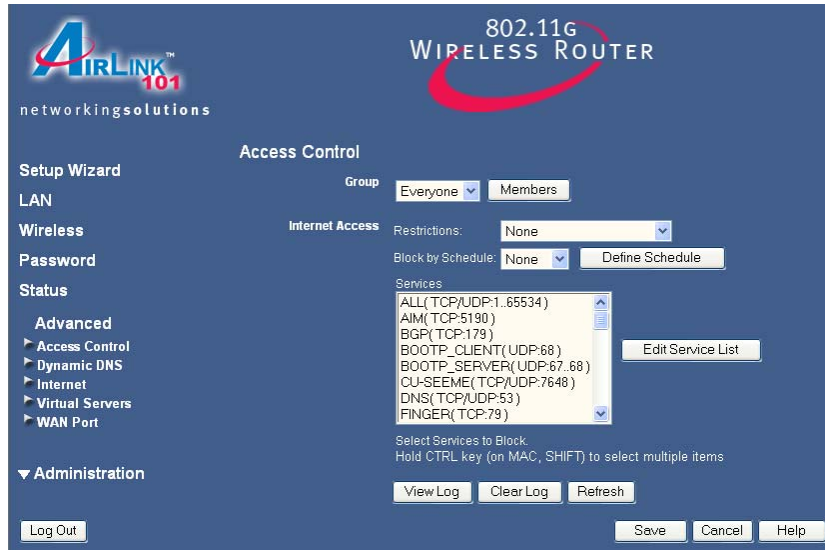 AIRLINK™
101
networkingsolutions
802.11G
WIRELESS ROUTER
Setup Wizard
LAN
Wireless
Password
Status
Advanced
Access Control
Dynamic DNS
Internet
Virtual Servers
WAN Port
Administration
Log Out
Access Control
Group
Everyone
Members
Internet Access
Restrictions:
None
Block by Schedule:
None
Define Schedule
Services
ALL( TCP/UDP:1..65534 )
AIM( TCP:5190 )
BGP( TCP:179 )
BOOTP_CLIENT( UDP:68 )
BOOTP_SERVER( UDP:67..68 )
CU-SEEME( TCP/UDP:7648 )
DNS( TCP/UDP:53 )
FINGER( TCP:79 )
Edit Service List
Select Services to Block.
Hold CTRL key (on MAC, SHIFT) to select multiple items
View Log
Clear Log
Refresh
Save
Cancel
Help